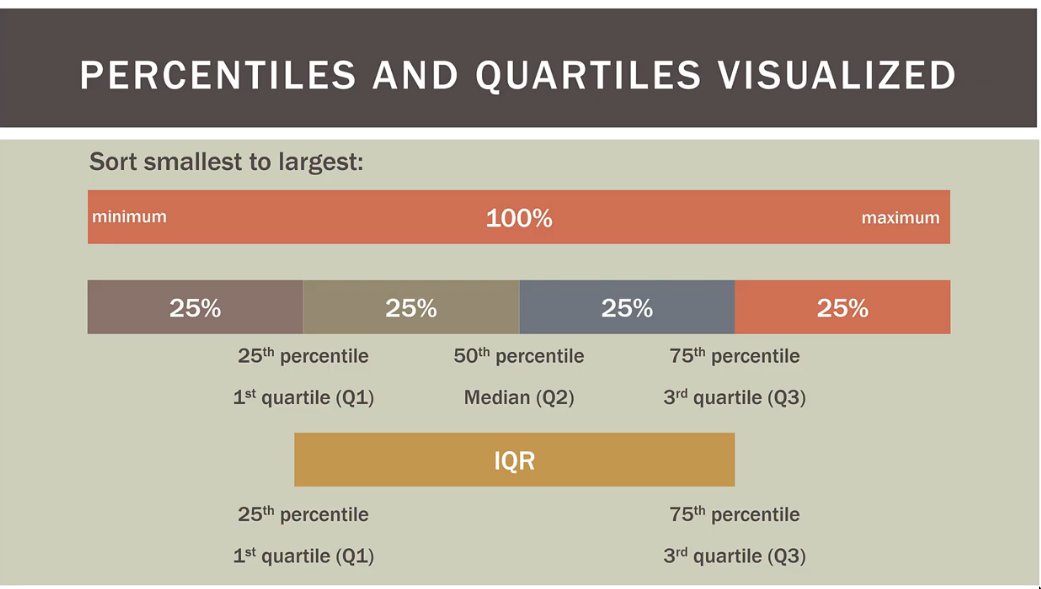 PERCENTILES AND QUARTILES VISUALIZED
Sort smallest to largest:
minimum 100% maximum
25% 25% 25% 25%
25th percentile 50th percentile 75th percentile
1st quartile (Q1) Median (Q2) 3rd quartile (Q3)
IQR
25th percentile 75th percentile
1st quartile (Q1) 3rd quartile (Q3)